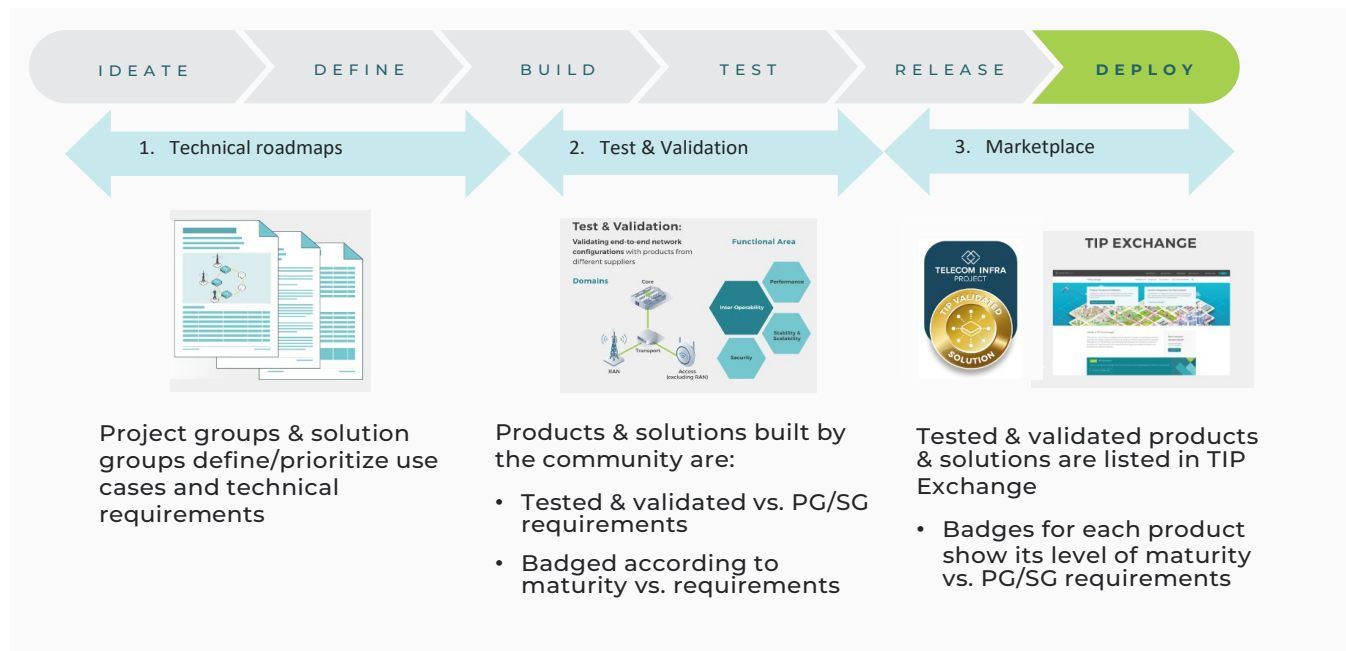 IDEATE
DEFINE
BUILD
TEST
RELEASE
DEPLOY
1. Technical roadmaps
2. Test & Validation
3. Marketplace
Test & Validation:
Validating end-to-end network
configurations with products from
different suppliers
Functional Area
Domains
Core
Transport
RAN
Access
(excluding RAN)
Performance
Inter-Operability
Stability &
Scalability
Security
TELECOM INFRA
PROJECT
TIP VALIDATED
SOLUTION
TIP EXCHANGE
Project groups & solution
groups define/prioritize use
cases and technical
requirements
Products & solutions built by
the community are:
• Tested & validated vs. PG/SG
requirements
• Badged according to
maturity vs. requirements
Tested & validated products
& solutions are listed in TIP
Exchange
• Badges for each product
show its level of maturity
vs. PG/SG requirements